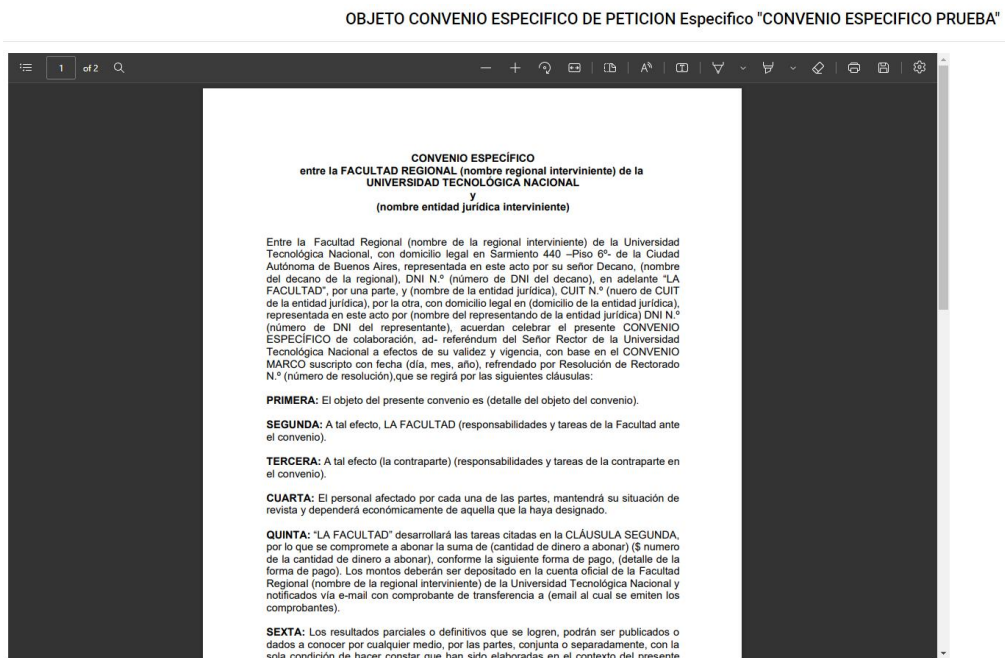 OBJETO CONVENIO ESPECIFICO DE PETICION Especifico "CONVENIO ESPECIFICO PRUEBA"
1 of 2
CONVENIO ESPECÍFICO
entre la FACULTAD REGIONAL (nombre regional interviniente) de la
UNIVERSIDAD TECNOLÓGICA NACIONAL
y
(nombre entidad jurídica interviniente)
Entre la Facultad Regional (nombre de la regional interviniente) de la Universidad
Tecnológica Nacional, con domicilio legal en Sarmiento 440 –Piso 6º- de la Ciudad
Autónoma de Buenos Aires, representada en este acto por su señor Decano, (nombre
del decano de la regional), DNI N.º (número de DNI del decano), en adelante “LA
FACULTAD”, por una parte, y (nombre de la entidad jurídica), CUIT N.º (nuero de CUIT
de la entidad jurídica), por la otra, con domicilio legal en (domicilio de la entidad jurídica),
representada en este acto por (nombre del representando de la entidad jurídica) DNI N.º
(número de DNI del representante), acuerdan celebrar el presente CONVENIO
ESPECÍFICO de colaboración, ad- referéndum del Señor Rector de la Universidad
Tecnológica Nacional a efectos de su validez y vigencia, con base en el CONVENIO
MARCO suscripto con fecha (día, mes, año), refrendado por Resolución de Rectorado
N.º (número de resolución),que se regirá por las siguientes cláusulas:
PRIMERA: El objeto del presente convenio es (detalle del objeto del convenio).
SEGUNDA: A tal efecto, LA FACULTAD (responsabilidades y tareas de la Facultad ante
el convenio).
TERCERA: A tal efecto (la contraparte) (responsabilidades y tareas de la contraparte en
el convenio).
CUARTA: El personal afectado por cada una de las partes, mantendrá su situación de
revista y dependerá económicamente de aquella que la haya designado.
QUINTA: “LA FACULTAD” desarrollará las tareas citadas en la CLÁUSULA SEGUNDA,
por lo que se compromete a abonar la suma de (cantidad de dinero a abonar) ($ numero
de la cantidad de dinero a abonar), conforme la siguiente forma de pago, (detalle de la
forma de pago). Los montos deberán ser depositado en la cuenta oficial de la Facultad
Regional (nombre de la regional interviniente) de la Universidad Tecnológica Nacional y
notificados vía e-mail con comprobante de transferencia a (email al cual se emiten los
comprobantes).
SEXTA: Los resultados parciales o definitivos que se logren, podrán ser publicados o
dados a conocer por cualquier medio, por las partes, conjunta o separadamente, con la
sola condición de hacer constar que han sido elaboradas en el contexto del presente